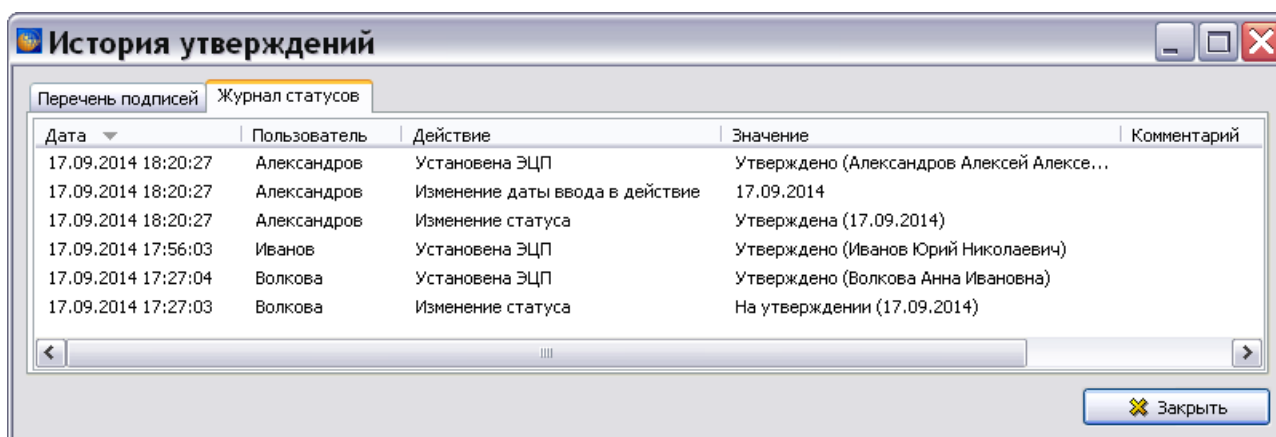 История утверждений
Перечень подписей Журнал статусов
Дата Пользователь Действие Значение Комментарий
17.09.2014 18:20:27 Александров Установена ЭЦП Утверждено (Александров Алексей Алексе...
17.09.2014 18:20:27 Александров Изменение даты ввода в действие 17.09.2014
17.09.2014 18:20:27 Александров Изменение статуса Утверждена (17.09.2014)
17.09.2014 17:56:03 Иванов Установена ЭЦП Утверждено (Иванов Юрий Николаевич)
17.09.2014 17:27:04 Волкова Установена ЭЦП Утверждено (Волкова Анна Ивановна)
17.09.2014 17:27:03 Волкова Изменение статуса На утверждении (17.09.2014)
Закрыть